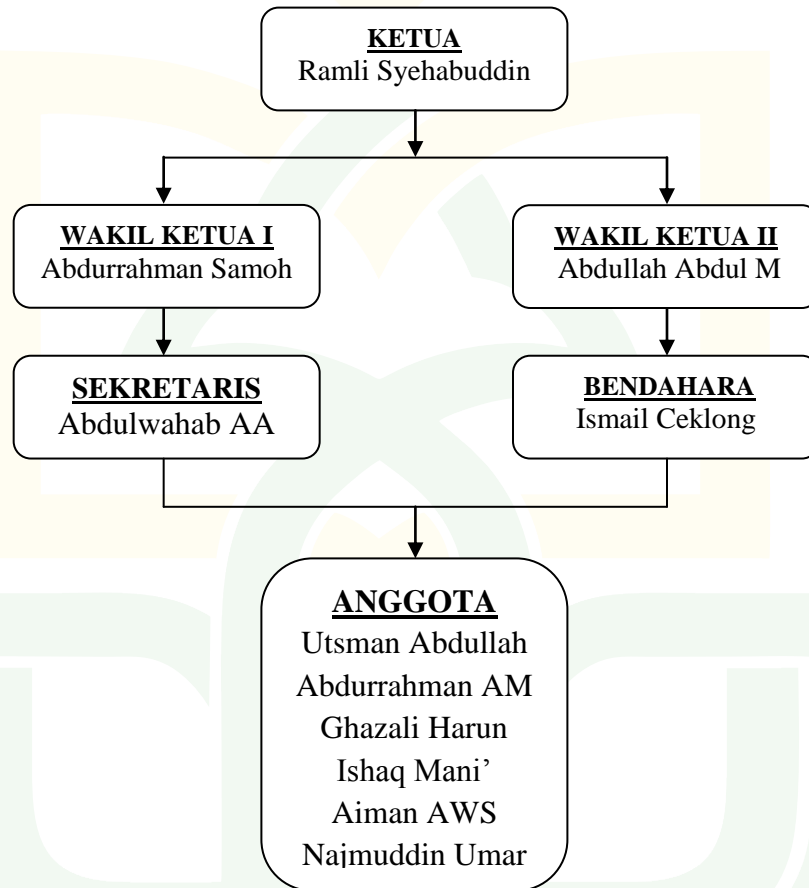 KETUA
Ramli Syehabuddin
WAKIL KETUA I
Abdurrahman Samoh
WAKIL KETUA II
Abdullah Abdul M
SEKRETARIS
Abdulwahab AA
BENDAHARA
Ismail Ceklong
ANGGOTA
Utsman Abdullah
Abdurrahman AM
Ghazali Harun
Ishaq Mani’
Aiman AWS
Najmuddin Umar